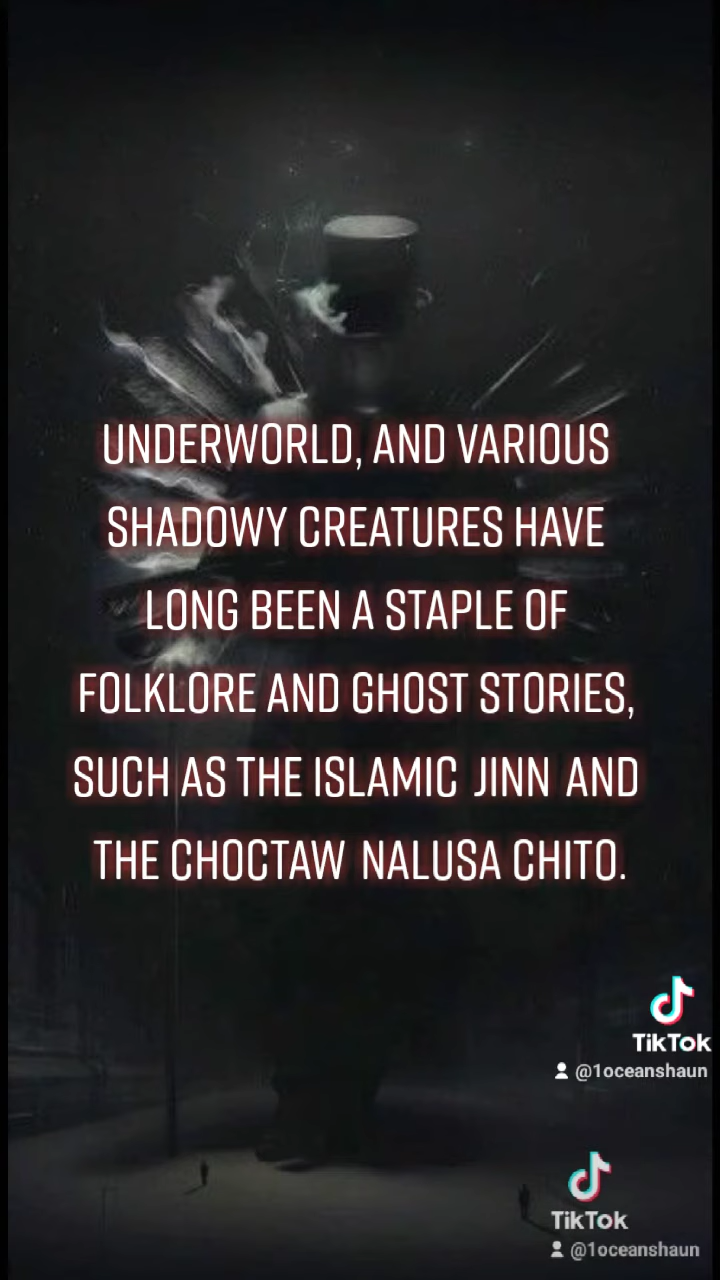 UNDERWORLD, AND VARIOUS
SHADOWY CREATURES HAVE
LONG BEEN A STAPLE OF
FOLKLORE AND GHOST STORIES,
SUCH AS THE ISLAMIC JINN AND
THE CHOCTAW NALUSA CHITO.
TikTok
@1oceanshaun
TikTok
@1oceanshaun